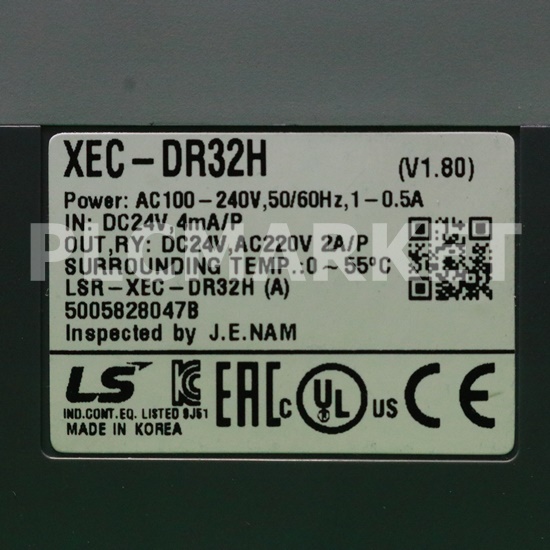 XEC-DR32H (V1.80)
Power: AC100-240V,50/60Hz,1-0.5A
IN: DC24V,4mA/P
OUT,RY: DC24V,AC220V 2A/P
SURROUNDING TEMP.:0~55℃
LSR-XEC-DR32H (A)
5005828047B
Inspected by J.E.NAM
LS EAC c UL US CE
IND.CONT.EQ. LISTED 9J51
MADE IN KOREA